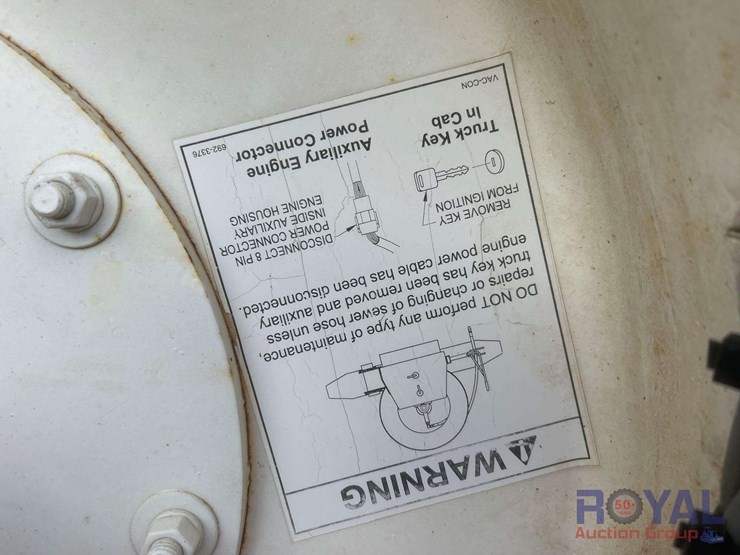 WARNING
DO NOT perform any type of maintenance,
repairs or changing of sewer hose unless
truck key has been removed and auxiliary
engine power cable has been disconnected.
REMOVE KEY
FROM IGNITION
Truck Key
In Cab
DISCONNECT 8 PIN
POWER CONNECTOR
INSIDE AUXILIARY
ENGINE HOUSING
Auxiliary Engine
Power Connector
VAC-CON
692-3376
50+
ROYAL
Auction Group